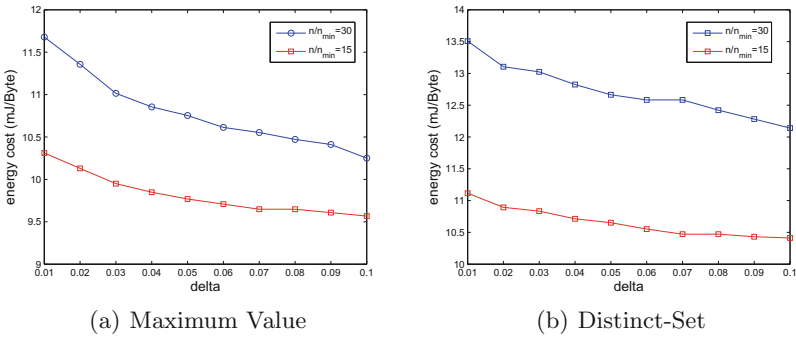 12
11.5
11
10.5
10
9.5
9
energy cost (mJ/Byte)
0.01 0.02 0.03 0.04 0.05 0.06 0.07 0.08 0.09 0.1
delta
n/nmin=30
n/nmin=15
(a) Maximum Value
14
13.5
13
12.5
12
11.5
11
10.5
10
energy cost (mJ/Byte)
0.01 0.02 0.03 0.04 0.05 0.06 0.07 0.08 0.09 0.1
delta
n/nmin=30
n/nmin=15
(b) Distinct-Set